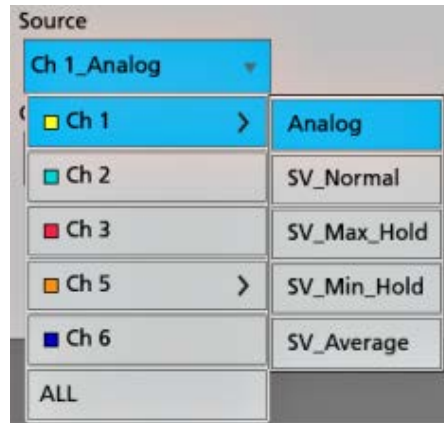 Source
Ch 1_Analog
Ch 1
Analog
Ch 2
SV_Normal
Ch 3
SV_Max_Hold
Ch 5
SV_Min_Hold
Ch 6
SV_Average
ALL